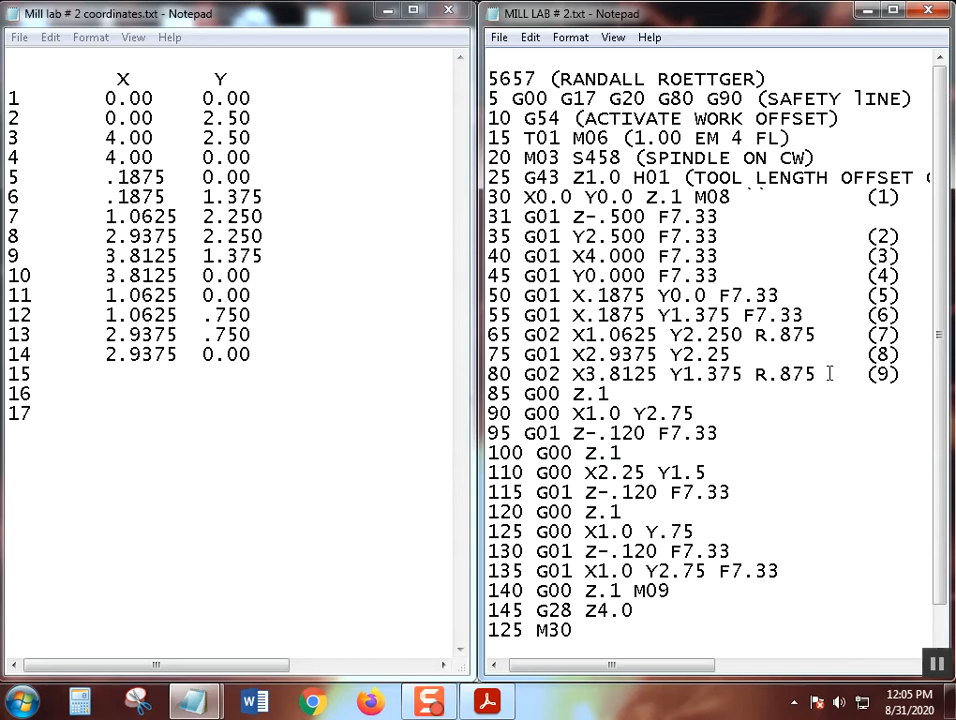 Mill lab # 2 coordinates.txt - Notepad
File Edit Format View Help
X Y
1 0.00 0.00
2 0.00 2.50
3 4.00 2.50
4 4.00 0.00
5 .1875 0.00
6 .1875 1.375
7 1.0625 2.250
8 2.9375 2.250
9 3.8125 1.375
10 3.8125 0.00
11 1.0625 0.00
12 1.0625 .750
13 2.9375 .750
14 2.9375 0.00
15
16
17
MILL LAB # 2.txt - Notepad
File Edit Format View Help
5657 (RANDALL ROETTGER)
5 G00 G17 G20 G80 G90 (SAFETY lINE)
10 G54 (ACTIVATE WORK OFFSET)
15 T01 M06 (1.00 EM 4 FL)
20 M03 S458 (SPINDLE ON CW)
25 G43 Z1.0 H01 (TOOL LENGTH OFFSET
30 X0.0 Y0.0 Z.1 M08 `` (1)
31 G01 Z-.500 F7.33
35 G01 Y2.500 F7.33 (2)
40 G01 X4.000 F7.33 (3)
45 G01 Y0.000 F7.33 (4)
50 G01 X.1875 Y0.0 F7.33 (5)
55 G01 X.1875 Y1.375 F7.33 (6)
65 G02 X1.0625 Y2.250 R.875 (7)
75 G01 X2.9375 Y2.25 (8)
80 G02 X3.8125 Y1.375 R.875 (9)
85 G00 Z.1
90 G00 X1.0 Y2.75
95 G01 Z-.120 F7.33
100 G00 Z.1
110 G00 X2.25 Y1.5
115 G01 Z-.120 F7.33
120 G00 Z.1
125 G00 X1.0 Y.75
130 G01 Z-.120 F7.33
135 G01 X1.0 Y2.75 F7.33
140 G00 Z.1 M09
145 G28 Z4.0
125 M30
12:05 PM
8/31/2020